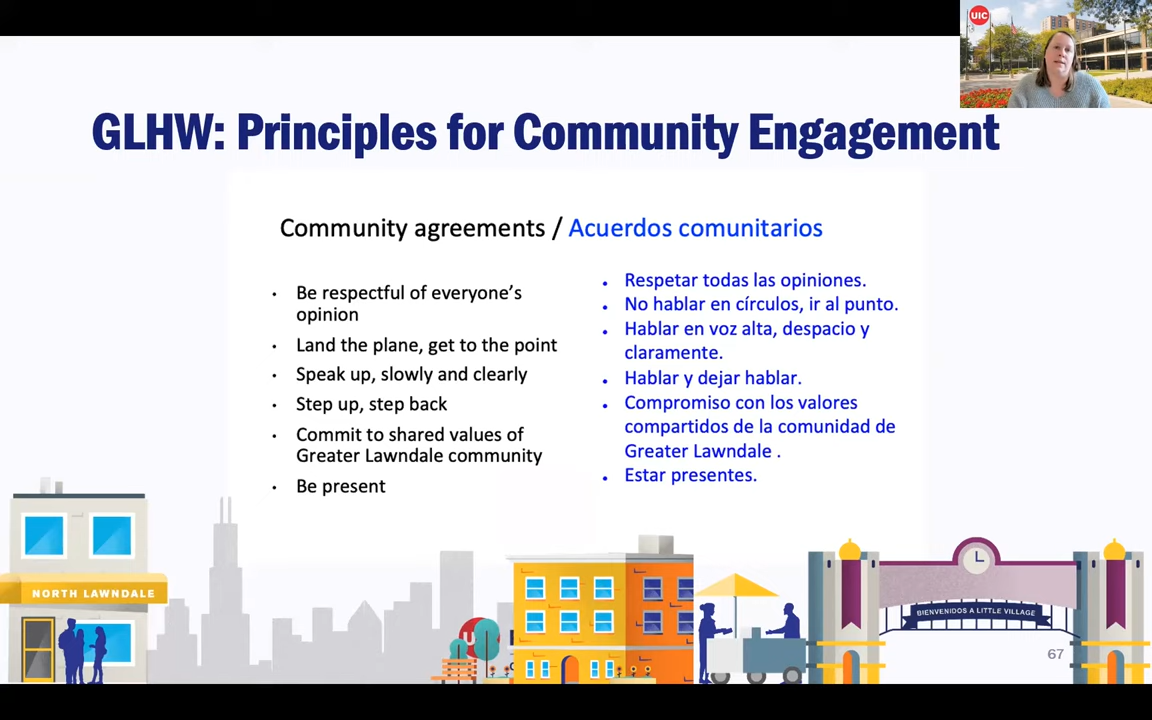 UIC
GLHW: Principles for Community Engagement
Community agreements / Acuerdos comunitarios
• Be respectful of everyone’s
opinion
• Land the plane, get to the point
• Speak up, slowly and clearly
• Step up, step back
• Commit to shared values of
Greater Lawndale community
• Be present
• Respetar todas las opiniones.
• No hablar en círculos, ir al punto.
• Hablar en voz alta, despacio y
claramente.
• Hablar y dejar hablar.
• Compromiso con los valores
compartidos de la comunidad de
Greater Lawndale .
• Estar presentes.
NORTH LAWNDALE
BIENVENIDOS A LITTLE VILLAGE
67